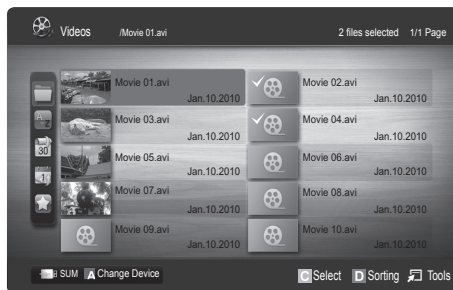 Videos /Movie 01.avi 2 files selected 1/1 Page
Movie 01.avi Movie 02.avi
Jan.10.2010 Jan.10.2010
Movie 03.avi Movie 04.avi
Jan.10.2010 Jan.10.2010
Movie 05.avi Movie 06.avi
Jan.10.2010 Jan.10.2010
Movie 07.avi Movie 08.avi
Jan.10.2010 Jan.10.2010
Movie 09.avi Movie 10.avi
Jan.10.2010 Jan.10.2010
A
30
1
SUM A Change Device C Select D Sorting Tools